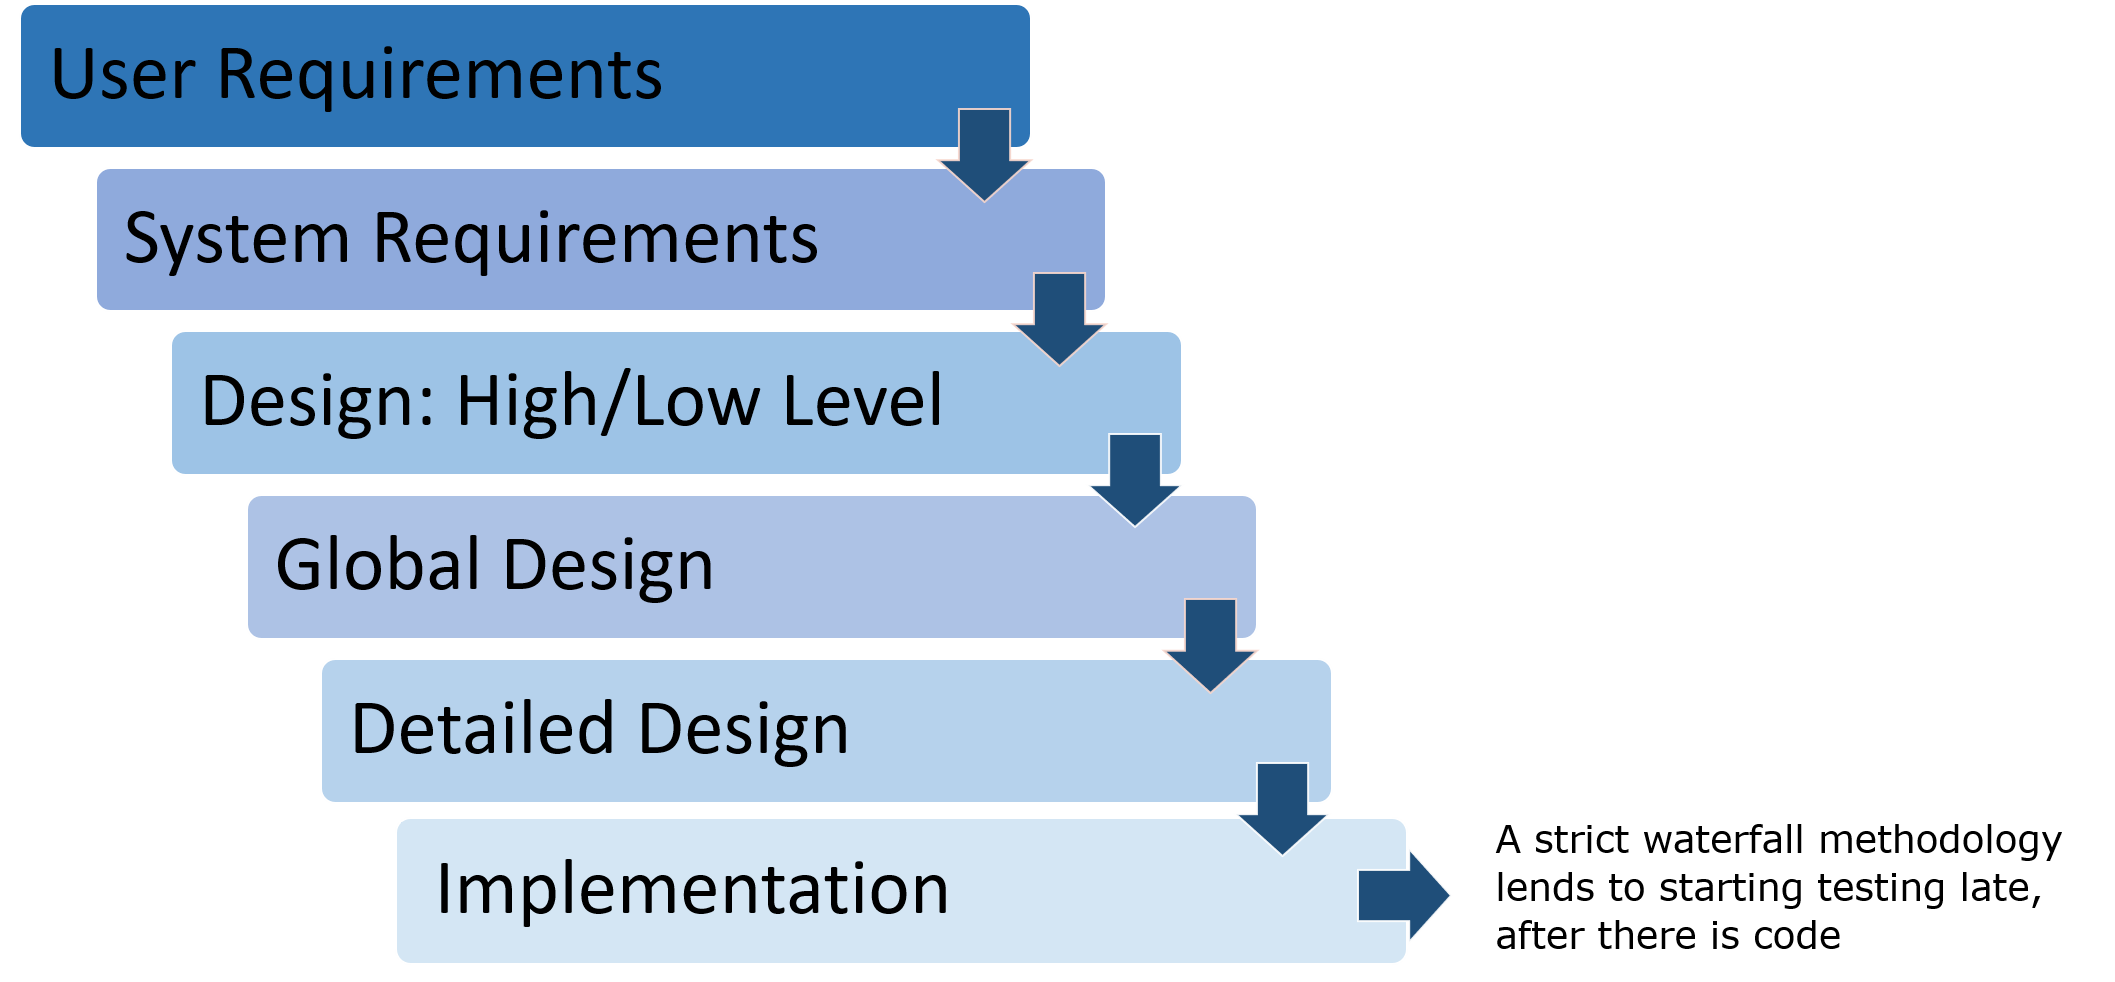 User Requirements
System Requirements
Design: High/Low Level
Global Design
Detailed Design
Implementation
A strict waterfall methodology
lends to starting testing late,
after there is code